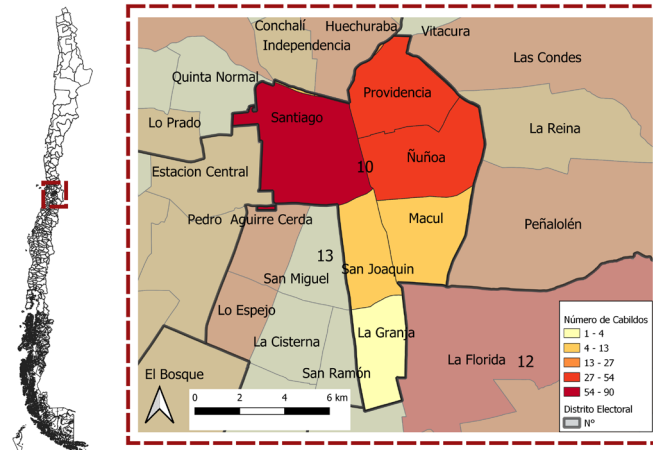 Conchalí
Huechuraba
Vitacura
Independencia
Las Condes
Quinta Normal
Providencia
Santiago
Lo Prado
La Reina
Ñuñoa
10
Estacion Central
Pedro Aguirre Cerda
Macul
Peñalolén
13
San Joaquin
San Miguel
Lo Espejo
La Granja
La Cisterna
La Florida 12
San Ramón
El Bosque
0 2 4 6 km
Número de Cabildos
1 - 4
4 - 13
13 - 27
27 - 54
54 - 90
Distrito Electoral
Nº